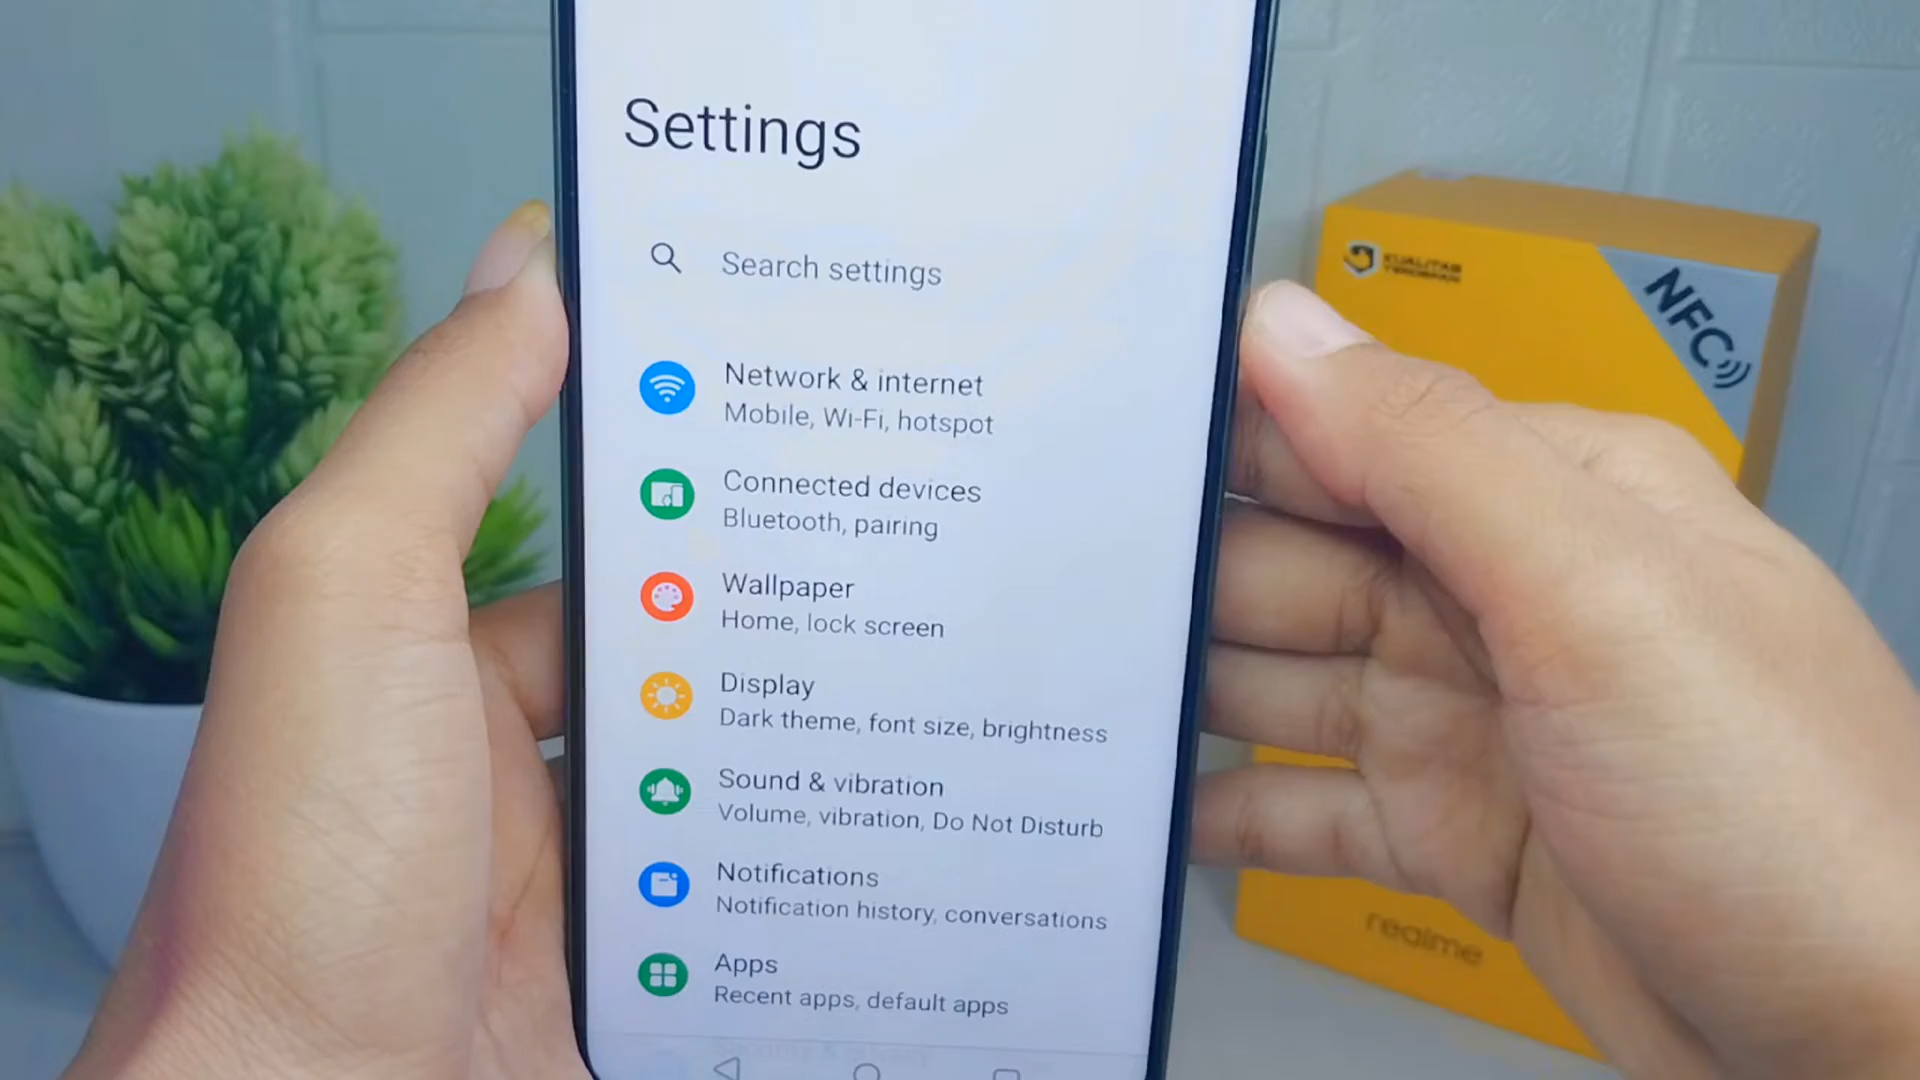 Settings
Search settings
Network & internet
Mobile, Wi-Fi, hotspot
Connected devices
Bluetooth, pairing
Wallpaper
Home, lock screen
Display
Dark theme, font size, brightness
Sound & vibration
Volume, vibration, Do Not Disturb
Notifications
Notification history, conversations
Apps
Recent apps, default apps
KUALITAS
NFC
realme